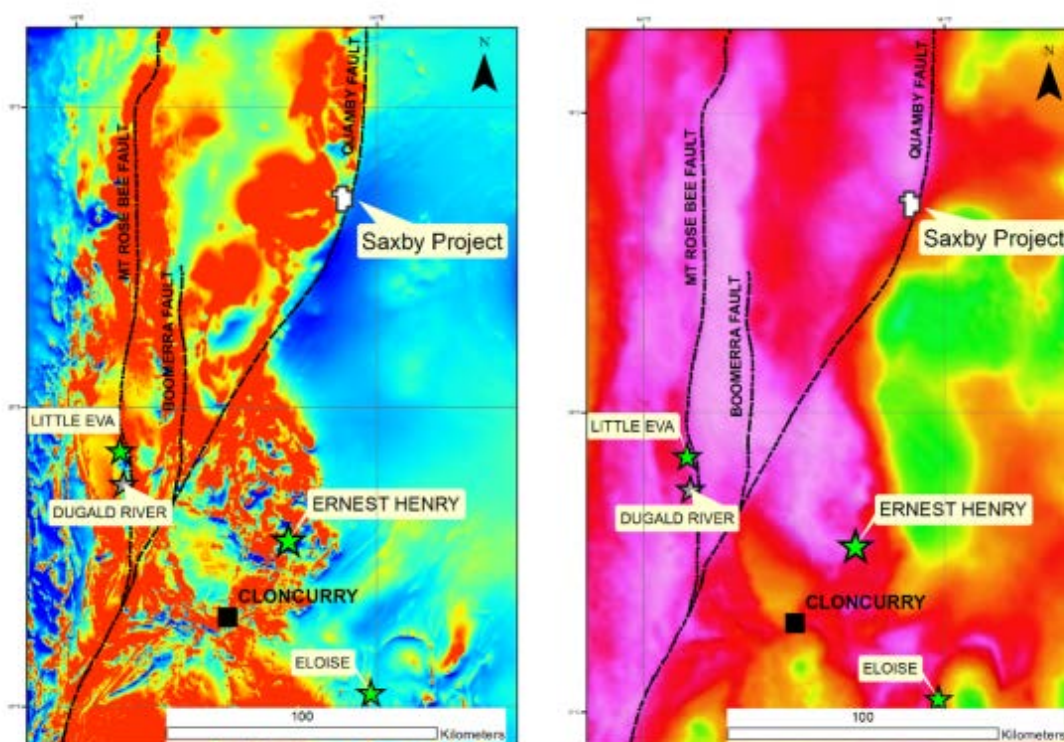 N
QUAMBY FAULT
MT ROSE BEE FAULT
Saxby Project
BOOMERRA FAULT
LITTLE EVA
DUGALD RIVER
ERNEST HENRY
CLONCURRY
ELOISE
100
Kilometers
N
QUAMBY FAULT
MT ROSE BEE FAULT
Saxby Project
BOOMERRA FAULT
LITTLE EVA
DUGALD RIVER
ERNEST HENRY
CLONCURRY
ELOISE
100
Kilometers